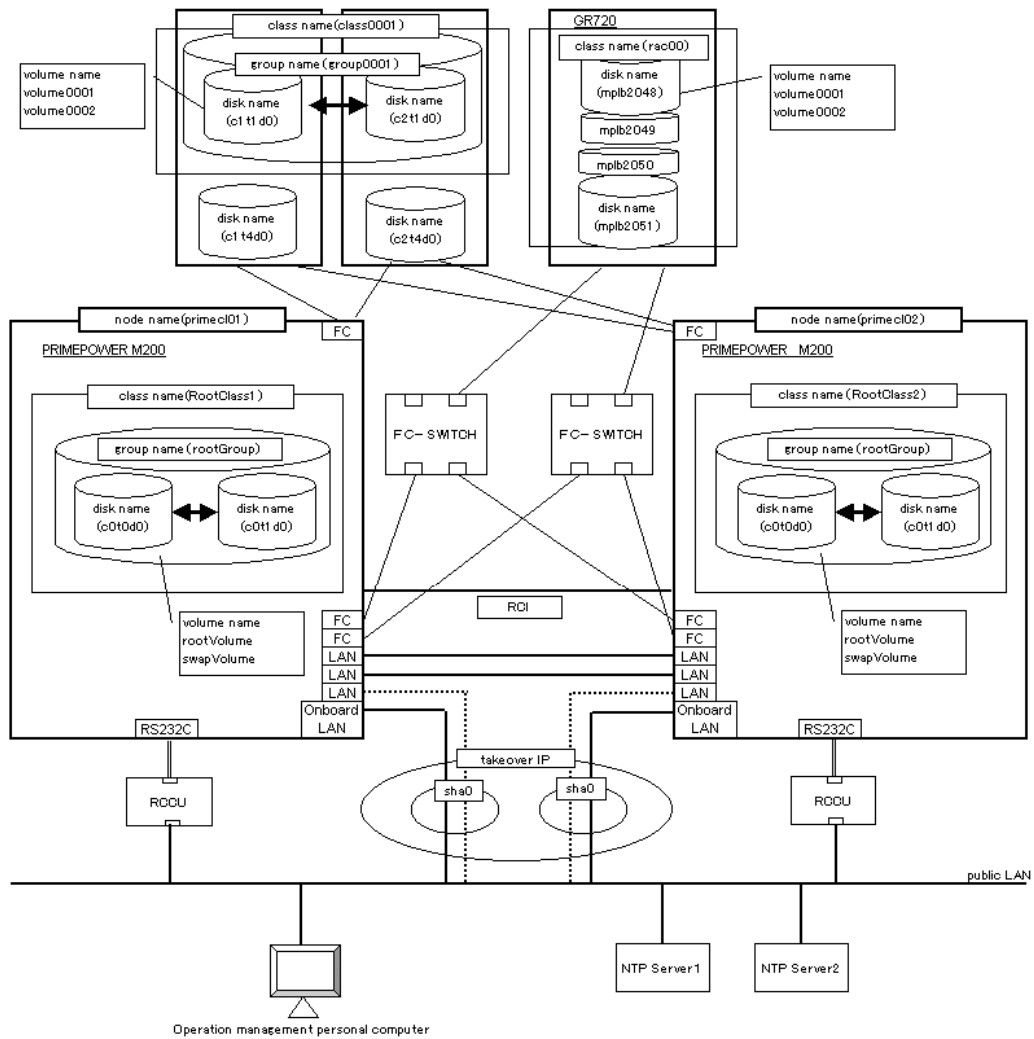 class name(class0001)
group name(group0001)
volume name
volume0001
volume0002
disk name
(c1t1d0)
disk name
(c2t1d0)
disk name
(c1t4d0)
disk name
(c2t4d0)
GR720
class name(rac00)
disk name
(mplb2048)
mplb2049
mplb2050
disk name
(mplb2051)
volume name
volume0001
volume0002
node name(primecl01)
FC
PRIMEPOWER M200
class name(RootClass1)
group name(rootGroup)
disk name
(c0t0d0)
disk name
(c0t1d0)
volume name
rootVolume
swapVolume
FC
FC
LAN
LAN
LAN
Onboard
LAN
RS232C
RCCU
FC-SWITCH
FC-SWITCH
RCI
node name(primecl02)
FC
PRIMEPOWER M200
class name(RootClass2)
group name(rootGroup)
disk name
(c0t0d0)
disk name
(c0t1d0)
volume name
rootVolume
swapVolume
FC
FC
LAN
LAN
LAN
Onboard
LAN
RS232C
RCCU
takeover IP
sha0
sha0
public LAN
NTP Server1
NTP Server2
Operation management personal computer